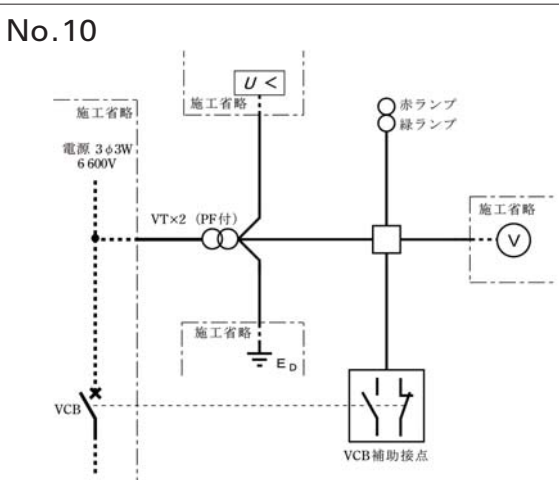 No.10
U <
施工省略
施工省略
電源 3φ3W
6 600V
VT×2 (PF付)
赤ランプ
緑ランプ
施工省略
V
施工省略
E D
VCB
VCB補助接点